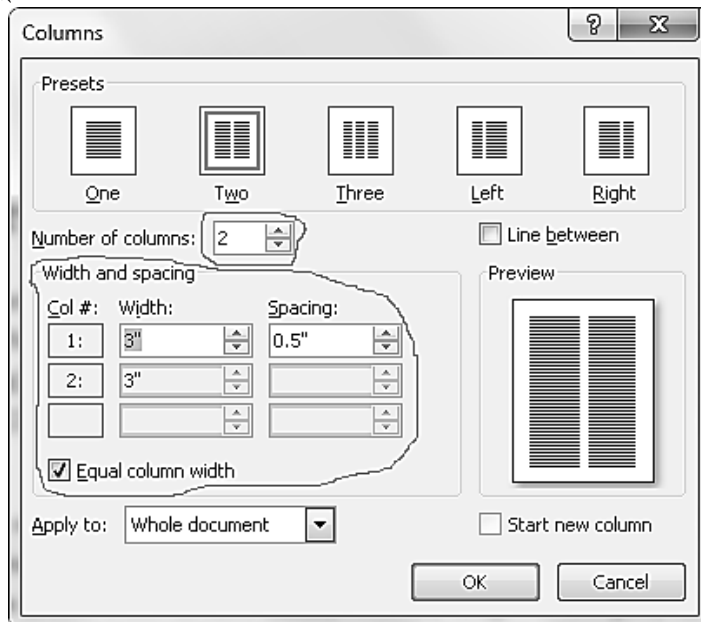 Columns
Presets
One Two Three Left Right
Number of columns: 2 Line between
Width and spacing Preview
Col #: Width: Spacing:
1: 3" 0.5"
2: 3"
Equal column width
Apply to: Whole document Start new column
OK Cancel